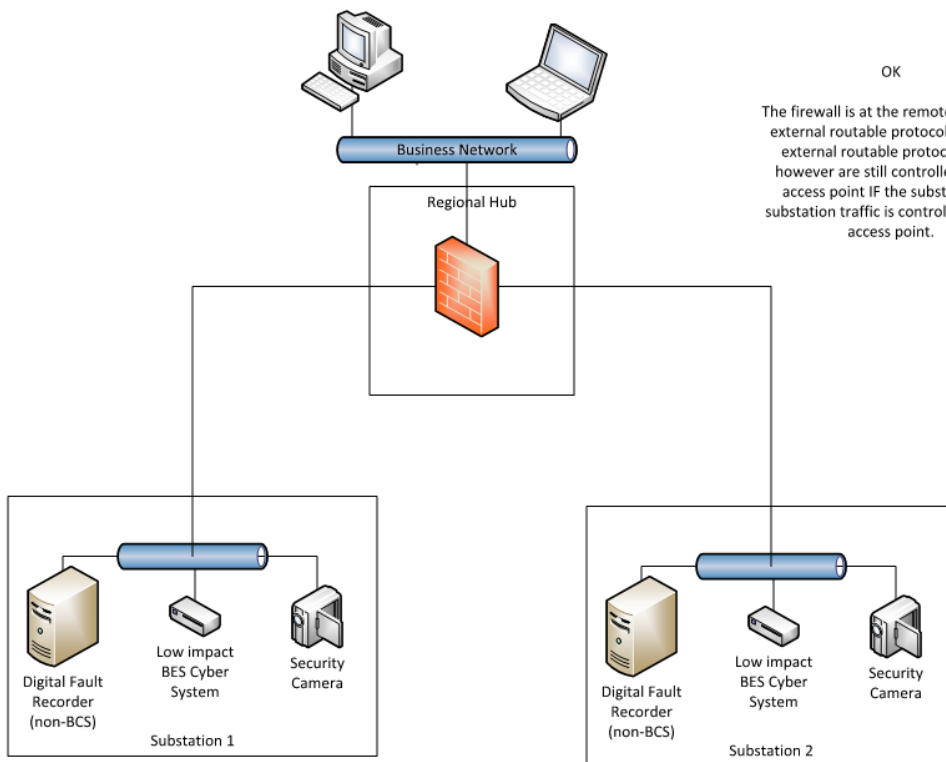 OK
The firewall is at the remote
external routable protocol
external routable protoc
however are still controlle
access point IF the subst
substation traffic is control
access point.
Business Network
Regional Hub
Digital Fault
Recorder
(non-BCS)
Low impact
BES Cyber
System
Security
Camera
Substation 1
Digital Fault
Recorder
(non-BCS)
Low impact
BES Cyber
System
Security
Camera
Substation 2